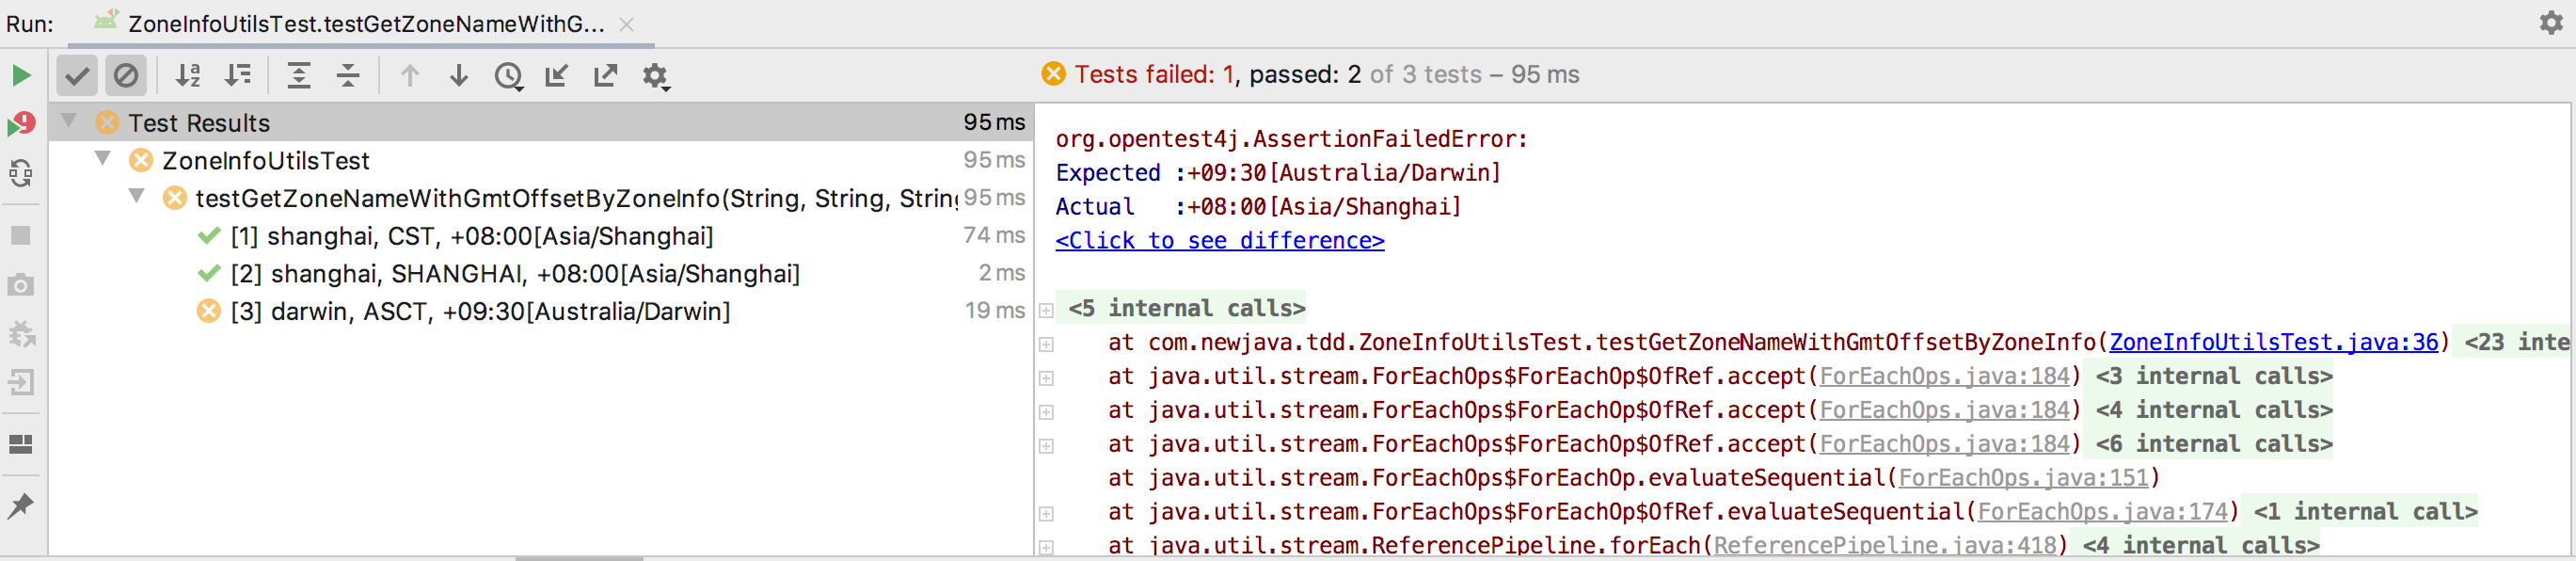 Run: ZoneInfoUtilsTest.testGetZoneNameWithG...
Tests failed: 1, passed: 2 of 3 tests – 95 ms
Test Results 95 ms
ZoneInfoUtilsTest 95 ms
testGetZoneNameWithGmtOffsetByZoneInfo(String, String, String 95 ms
[1] shanghai, CST, +08:00[Asia/Shanghai] 74 ms
[2] shanghai, SHANGHAI, +08:00[Asia/Shanghai] 2 ms
[3] darwin, ASCT, +09:30[Australia/Darwin] 19 ms
org.opentest4j.AssertionFailedError:
Expected :+09:30[Australia/Darwin]
Actual :+08:00[Asia/Shanghai]
<Click to see difference>
<5 internal calls>
at com.newjava.tdd.ZoneInfoUtilsTest.testGetZoneNameWithGmtOffsetByZoneInfo(ZoneInfoUtilsTest.java:36) <23 inte
at java.util.stream.ForEachOps$ForEachOp$OfRef.accept(ForEachOps.java:184) <3 internal calls>
at java.util.stream.ForEachOps$ForEachOp$OfRef.accept(ForEachOps.java:184) <4 internal calls>
at java.util.stream.ForEachOps$ForEachOp$OfRef.accept(ForEachOps.java:184) <6 internal calls>
at java.util.stream.ForEachOps$ForEachOp.evaluateSequential(ForEachOps.java:151)
at java.util.stream.ForEachOps$ForEachOp$OfRef.evaluateSequential(ForEachOps.java:174) <1 internal call>
at java.util.stream.ReferencePipeline.forEach(ReferencePipeline.java:418) <4 internal calls>